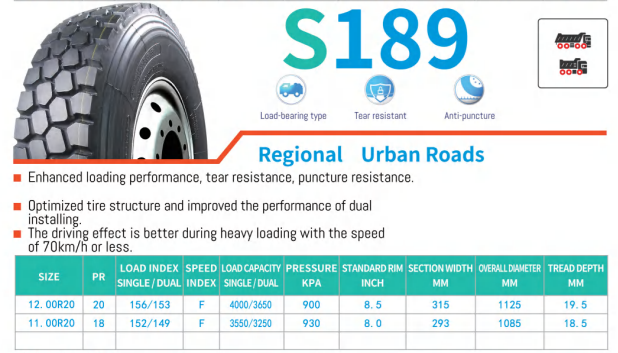 S189
Load-bearing type
Tear resistant
Anti-puncture
Regional Urban Roads
Enhanced loading performance, tear resistance, puncture resistance.
Optimized tire structure and improved the performance of dual
installing.
The driving effect is better during heavy loading with the speed
of 70km/h or less.
SIZE PR LOAD INDEX SINGLE / DUAL SPEED INDEX LOAD CAPACITY SINGLE / DUAL PRESSURE KPA STANDARD RIM INCH SECTION WIDTH MM OVERALL DIAMETER MM TREAD DEPTH MM
12.00R20 20 156/153 F 4000/3650 900 8.5 315 1125 19.5
11.00R20 18 152/149 F 3550/3250 930 8.0 293 1085 18.5